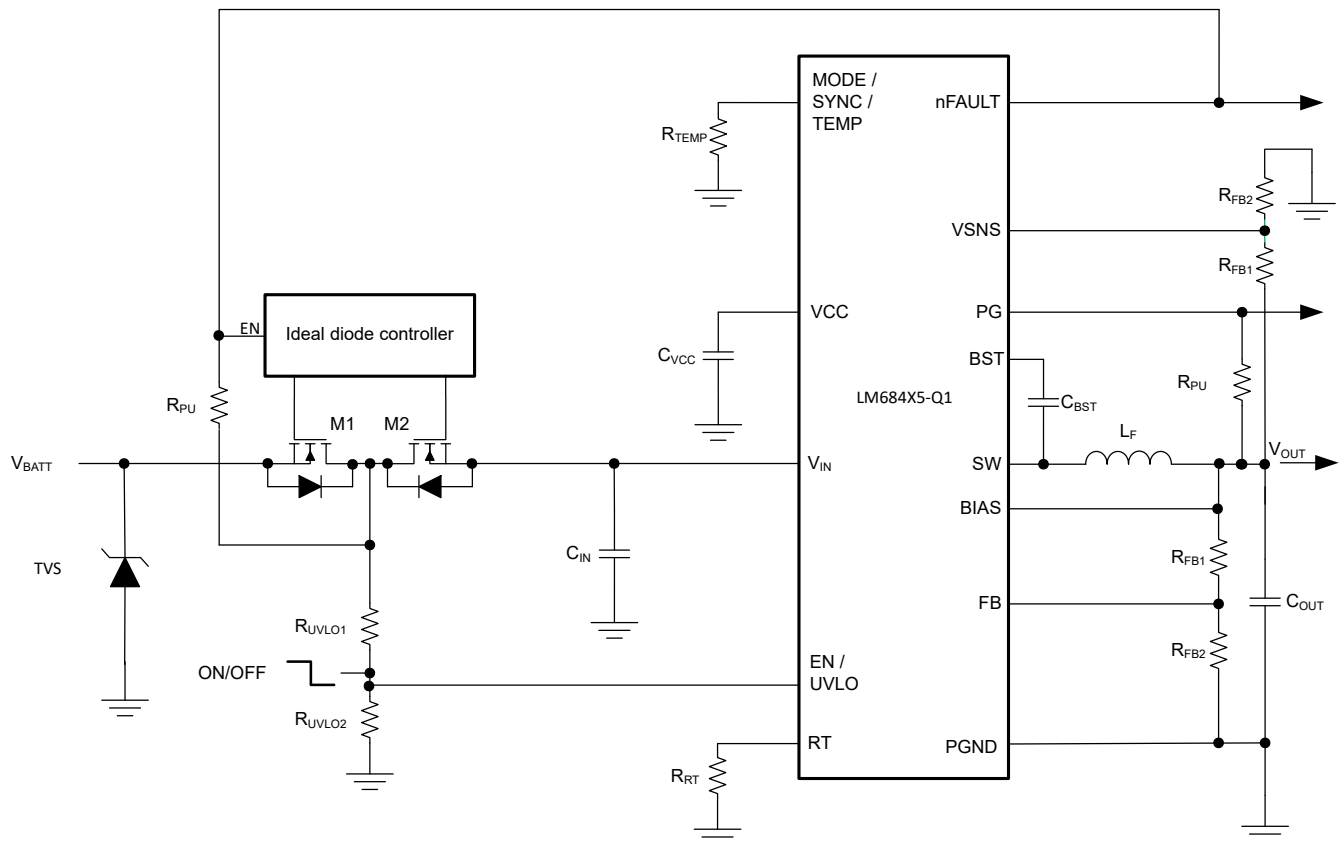 MODE /
SYNC /
TEMP
nFAULT
R_TEMP
R_FB2
VSNS
R_FB1
EN
Ideal diode controller
VCC
PG
C_VCC
BST
R_PU
LM684X5-Q1
R_PU
C_BST
M1 M2
L_F
V_BATT
V_IN
SW
V_OUT
BIAS
TVS
C_IN
R_FB1
FB
C_OUT
R_UVLO1
R_FB2
ON/OFF
EN /
UVLO
R_UVLO2
RT
PGND
R_RT